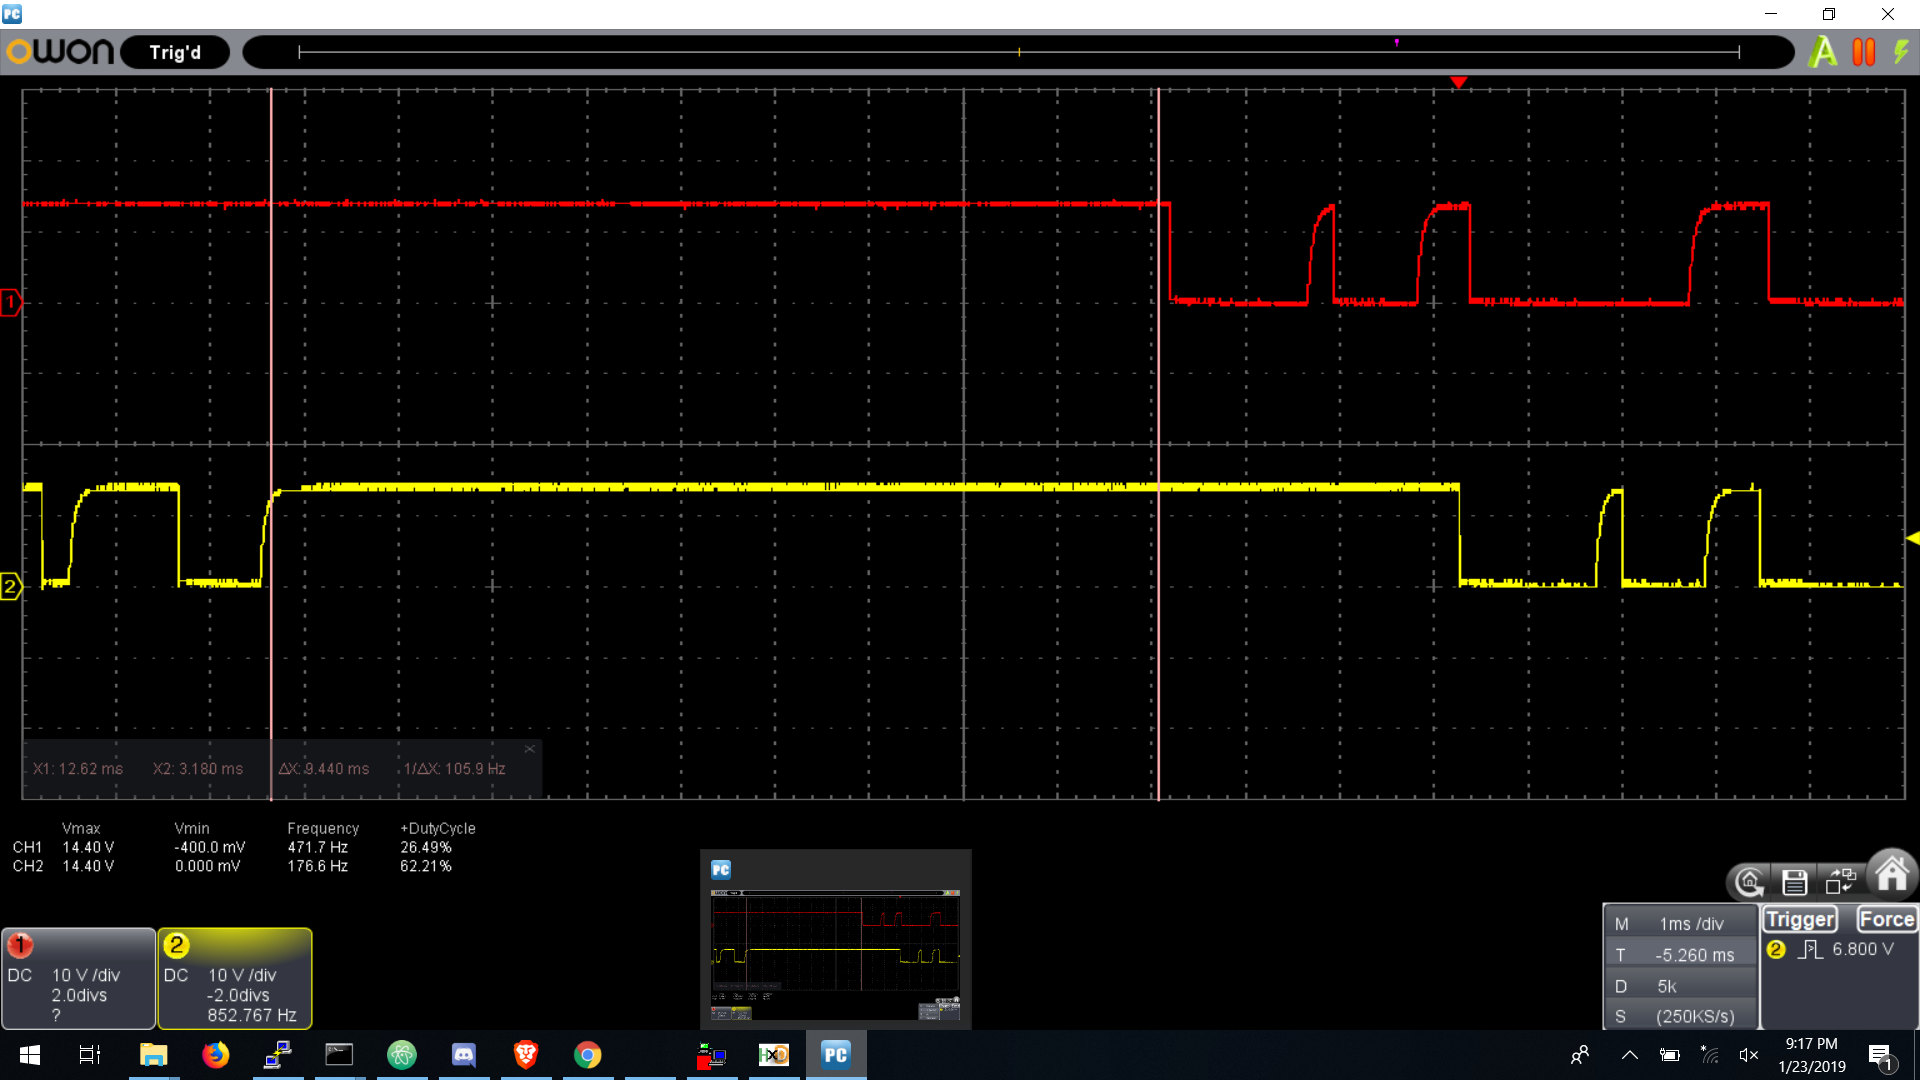 PC
OWON Trig'd
A
1
2
X1: 12.62 ms X2: 3.180 ms ΔX: 9.440 ms 1/ΔX: 105.9 Hz
Vmax Vmin Frequency +DutyCycle
CH1 14.40 V -400.0 mV 471.7 Hz 26.49%
CH2 14.40 V 0.000 mV 176.6 Hz 62.21%
PC
1
DC 10 V /div
2.0divs
?
2
DC 10 V /div
-2.0divs
852.767 Hz
M 1ms /div
T -5.260 ms
D 5k
S (250KS/s)
Trigger Force
2 6.800 V
HXD PC
9:17 PM
1/23/2019
1